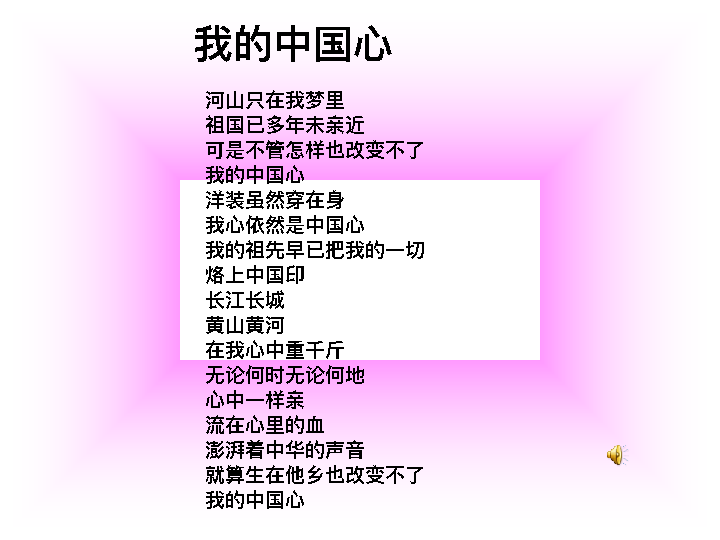 我的中国心
河山只在我梦里
祖国已多年未亲近
可是不管怎样也改变不了
我的中国心
洋装虽然穿在身
我心依然是中国心
我的祖先早已把我的一切
烙上中国印
长江长城
黄山黄河
在我心中重千斤
无论何时无论何地
心中一样亲
流在心里的血
澎湃着中华的声音
就算生在他乡也改变不了
我的中国心